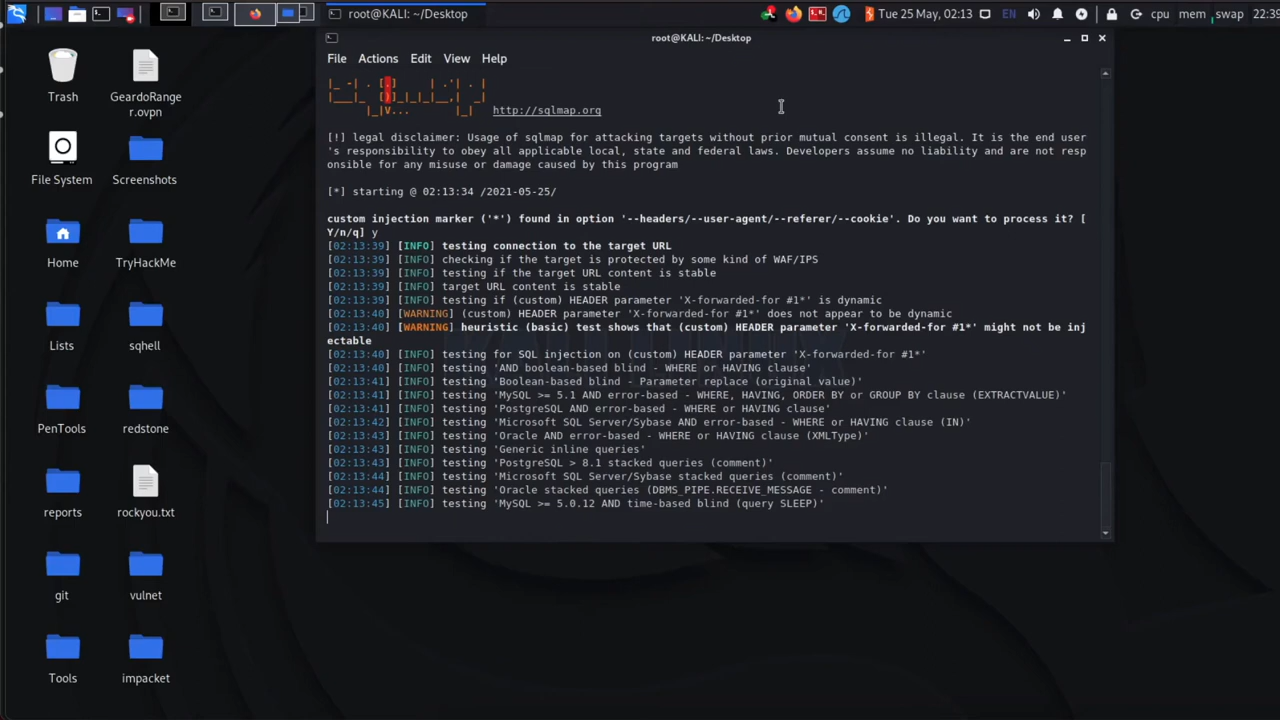 root@KALI: ~/Desktop
Tue 25 May, 02:13
EN
cpu
mem
swap
22:39
root@KALI: ~/Desktop
File Actions Edit View Help
Trash
GeardoRange
r.ovpn
File System
Screenshots
Home
TryHackMe
Lists
sqhell
PenTools
redstone
reports
rockyou.txt
git
vulnet
Tools
impacket
|_ -| . [.] | .'| . |
|___|_ [)]_|_|_|__,| _|
|_|V... |_| http://sqlmap.org
[!] legal disclaimer: Usage of sqlmap for attacking targets without prior mutual consent is illegal. It is the end user
's responsibility to obey all applicable local, state and federal laws. Developers assume no liability and are not resp
onsible for any misuse or damage caused by this program
[*] starting @ 02:13:34 /2021-05-25/
custom injection marker ('*') found in option '--headers/--user-agent/--referer/--cookie'. Do you want to process it? [
Y/n/q] y
[02:13:39] [INFO] testing connection to the target URL
[02:13:39] [INFO] checking if the target is protected by some kind of WAF/IPS
[02:13:39] [INFO] testing if the target URL content is stable
[02:13:39] [INFO] target URL content is stable
[02:13:39] [INFO] testing if (custom) HEADER parameter 'X-forwarded-for #1*' is dynamic
[02:13:40] [WARNING] (custom) HEADER parameter 'X-forwarded-for #1*' does not appear to be dynamic
[02:13:40] [WARNING] heuristic (basic) test shows that (custom) HEADER parameter 'X-forwarded-for #1*' might not be inj
ectable
[02:13:40] [INFO] testing for SQL injection on (custom) HEADER parameter 'X-forwarded-for #1*'
[02:13:40] [INFO] testing 'AND boolean-based blind - WHERE or HAVING clause'
[02:13:41] [INFO] testing 'Boolean-based blind - Parameter replace (original value)'
[02:13:41] [INFO] testing 'MySQL >= 5.1 AND error-based - WHERE, HAVING, ORDER BY or GROUP BY clause (EXTRACTVALUE)'
[02:13:41] [INFO] testing 'PostgreSQL AND error-based - WHERE or HAVING clause'
[02:13:42] [INFO] testing 'Microsoft SQL Server/Sybase AND error-based - WHERE or HAVING clause (IN)'
[02:13:43] [INFO] testing 'Oracle AND error-based - WHERE or HAVING clause (XMLType)'
[02:13:43] [INFO] testing 'Generic inline queries'
[02:13:43] [INFO] testing 'PostgreSQL > 8.1 stacked queries (comment)'
[02:13:44] [INFO] testing 'Microsoft SQL Server/Sybase stacked queries (comment)'
[02:13:44] [INFO] testing 'Oracle stacked queries (DBMS_PIPE.RECEIVE_MESSAGE - comment)'
[02:13:45] [INFO] testing 'MySQL >= 5.0.12 AND time-based blind (query SLEEP)'